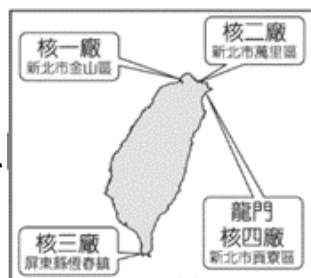 核一廠
新北市金山區
核二廠
新北市萬里區
龍門
核四廠
新北市貢寮區
核三廠
屏東縣恆春鎮